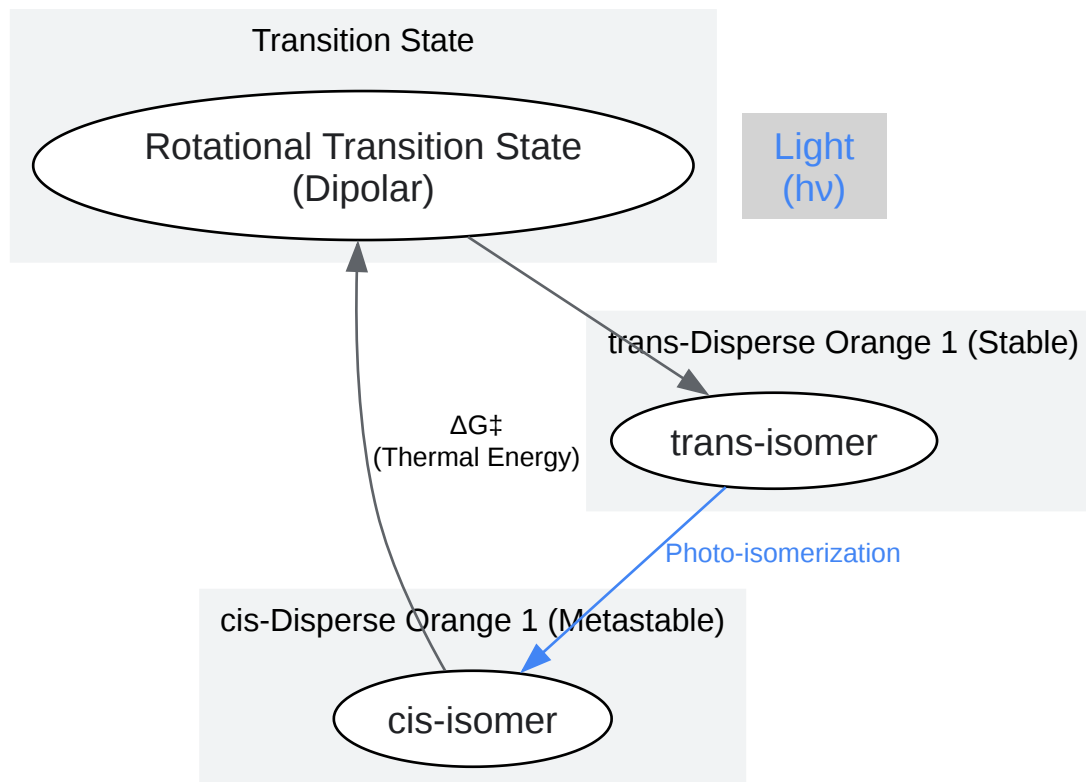 Transition State
Rotational Transition State
(Dipolar)
Light
(hν)
trans-Disperse Orange 1 (Stable)
trans-isomer
ΔG‡
(Thermal Energy)
Photo-isomerization
cis-Disperse Orange 1 (Metastable)
cis-isomer